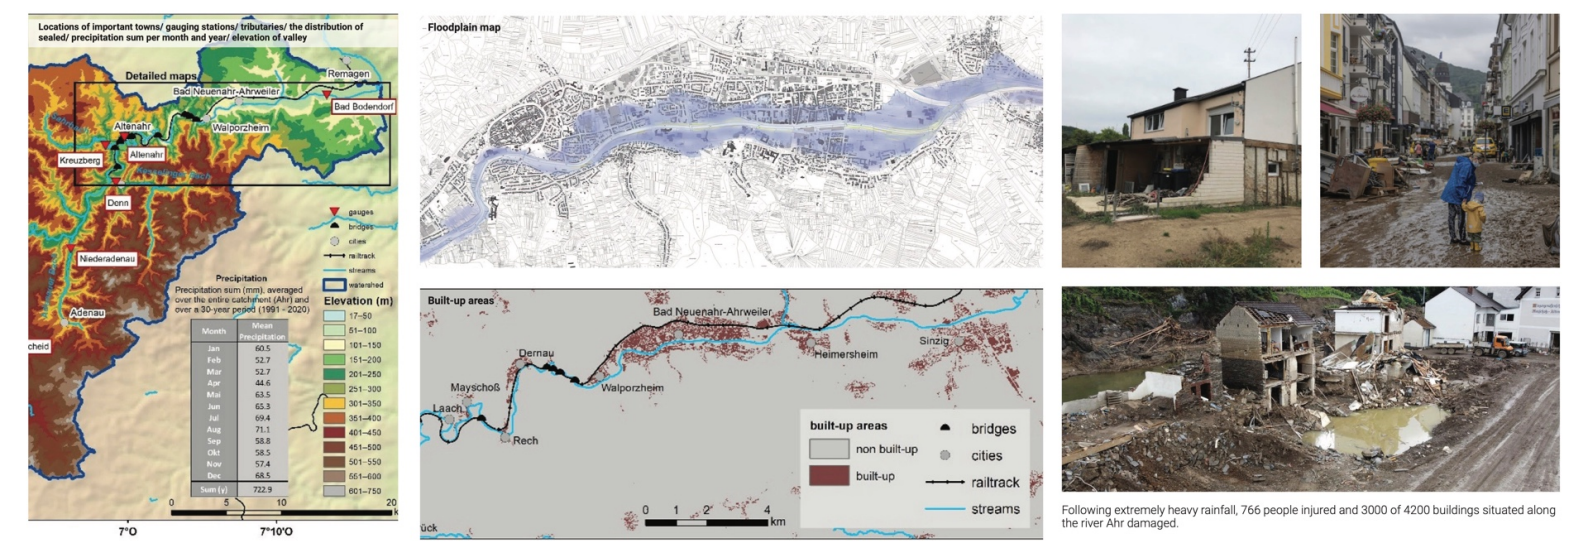 Locations of important towns/ gauging stations/ tributaries/ the distribution of
sealed/ precipitation sum per month and year/ elevation of valley
Detailed maps
Remagen
Bad Neuenahr-Ahrweiler
Bad Bodendorf
Altenahr
Walporzheim
Kreuzberg
Altenahr
Denn
gauges
bridges
cities
railtrack
streams
watershed
Niederadenau
Adenau
scheid
Precipitation
Precipitation sum (mm), averaged
over the entire catchment (Ahr) and
over a 30-year period (1991 - 2020)
Month Mean Precipitation
Jan 60.5
Feb 52.7
Mar 52.7
Apr 44.6
Mai 63.5
Jun 65.3
Jul 69.4
Aug 71.1
Sep 58.8
Okt 58.5
Nov 57.4
Dec 68.5
Sum (y) 722.9
Elevation (m)
17–50
51–100
101–150
151–200
201–250
251–300
301–350
351–400
401–450
451–500
501–550
551–600
601–750
0 5 10 20
k
7°O 7°10'O
Floodplain map
Built-up areas
Bad Neuenahr-Ahrweiler
Heimersheim
Sinzig
Dernau
Walporzheim
Mayschoß
Laach
Rech
ück
built-up areas
non built-up
built-up
bridges
cities
railtrack
streams
0 1 2 4
km
Following extremely heavy rainfall, 766 people injured and 3000 of 4200 buildings situated along
the river Ahr damaged.